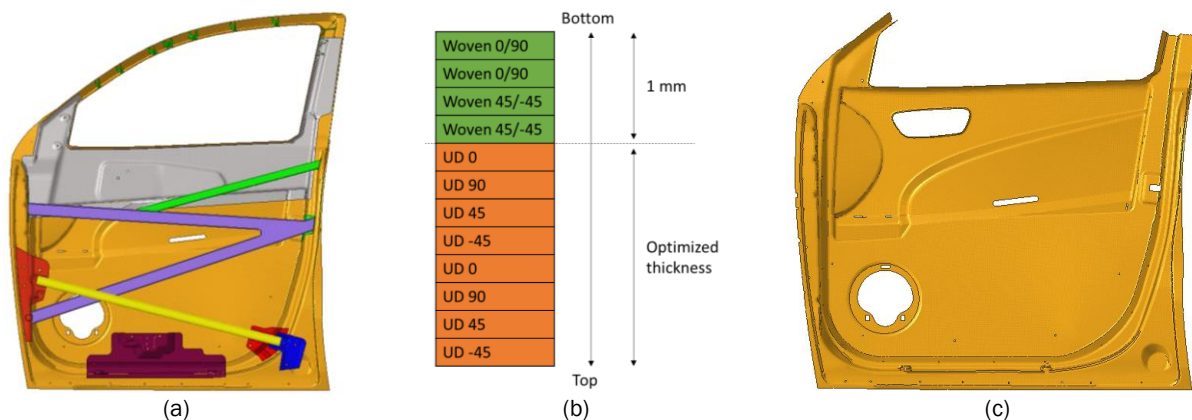 Bottom
Woven 0/90
Woven 0/90
Woven 45/-45
Woven 45/-45
1 mm
UD 0
UD 90
UD 45
UD -45
UD 0
UD 90
UD 45
UD -45
Optimized
thickness
Top
(a)
(b)
(c)